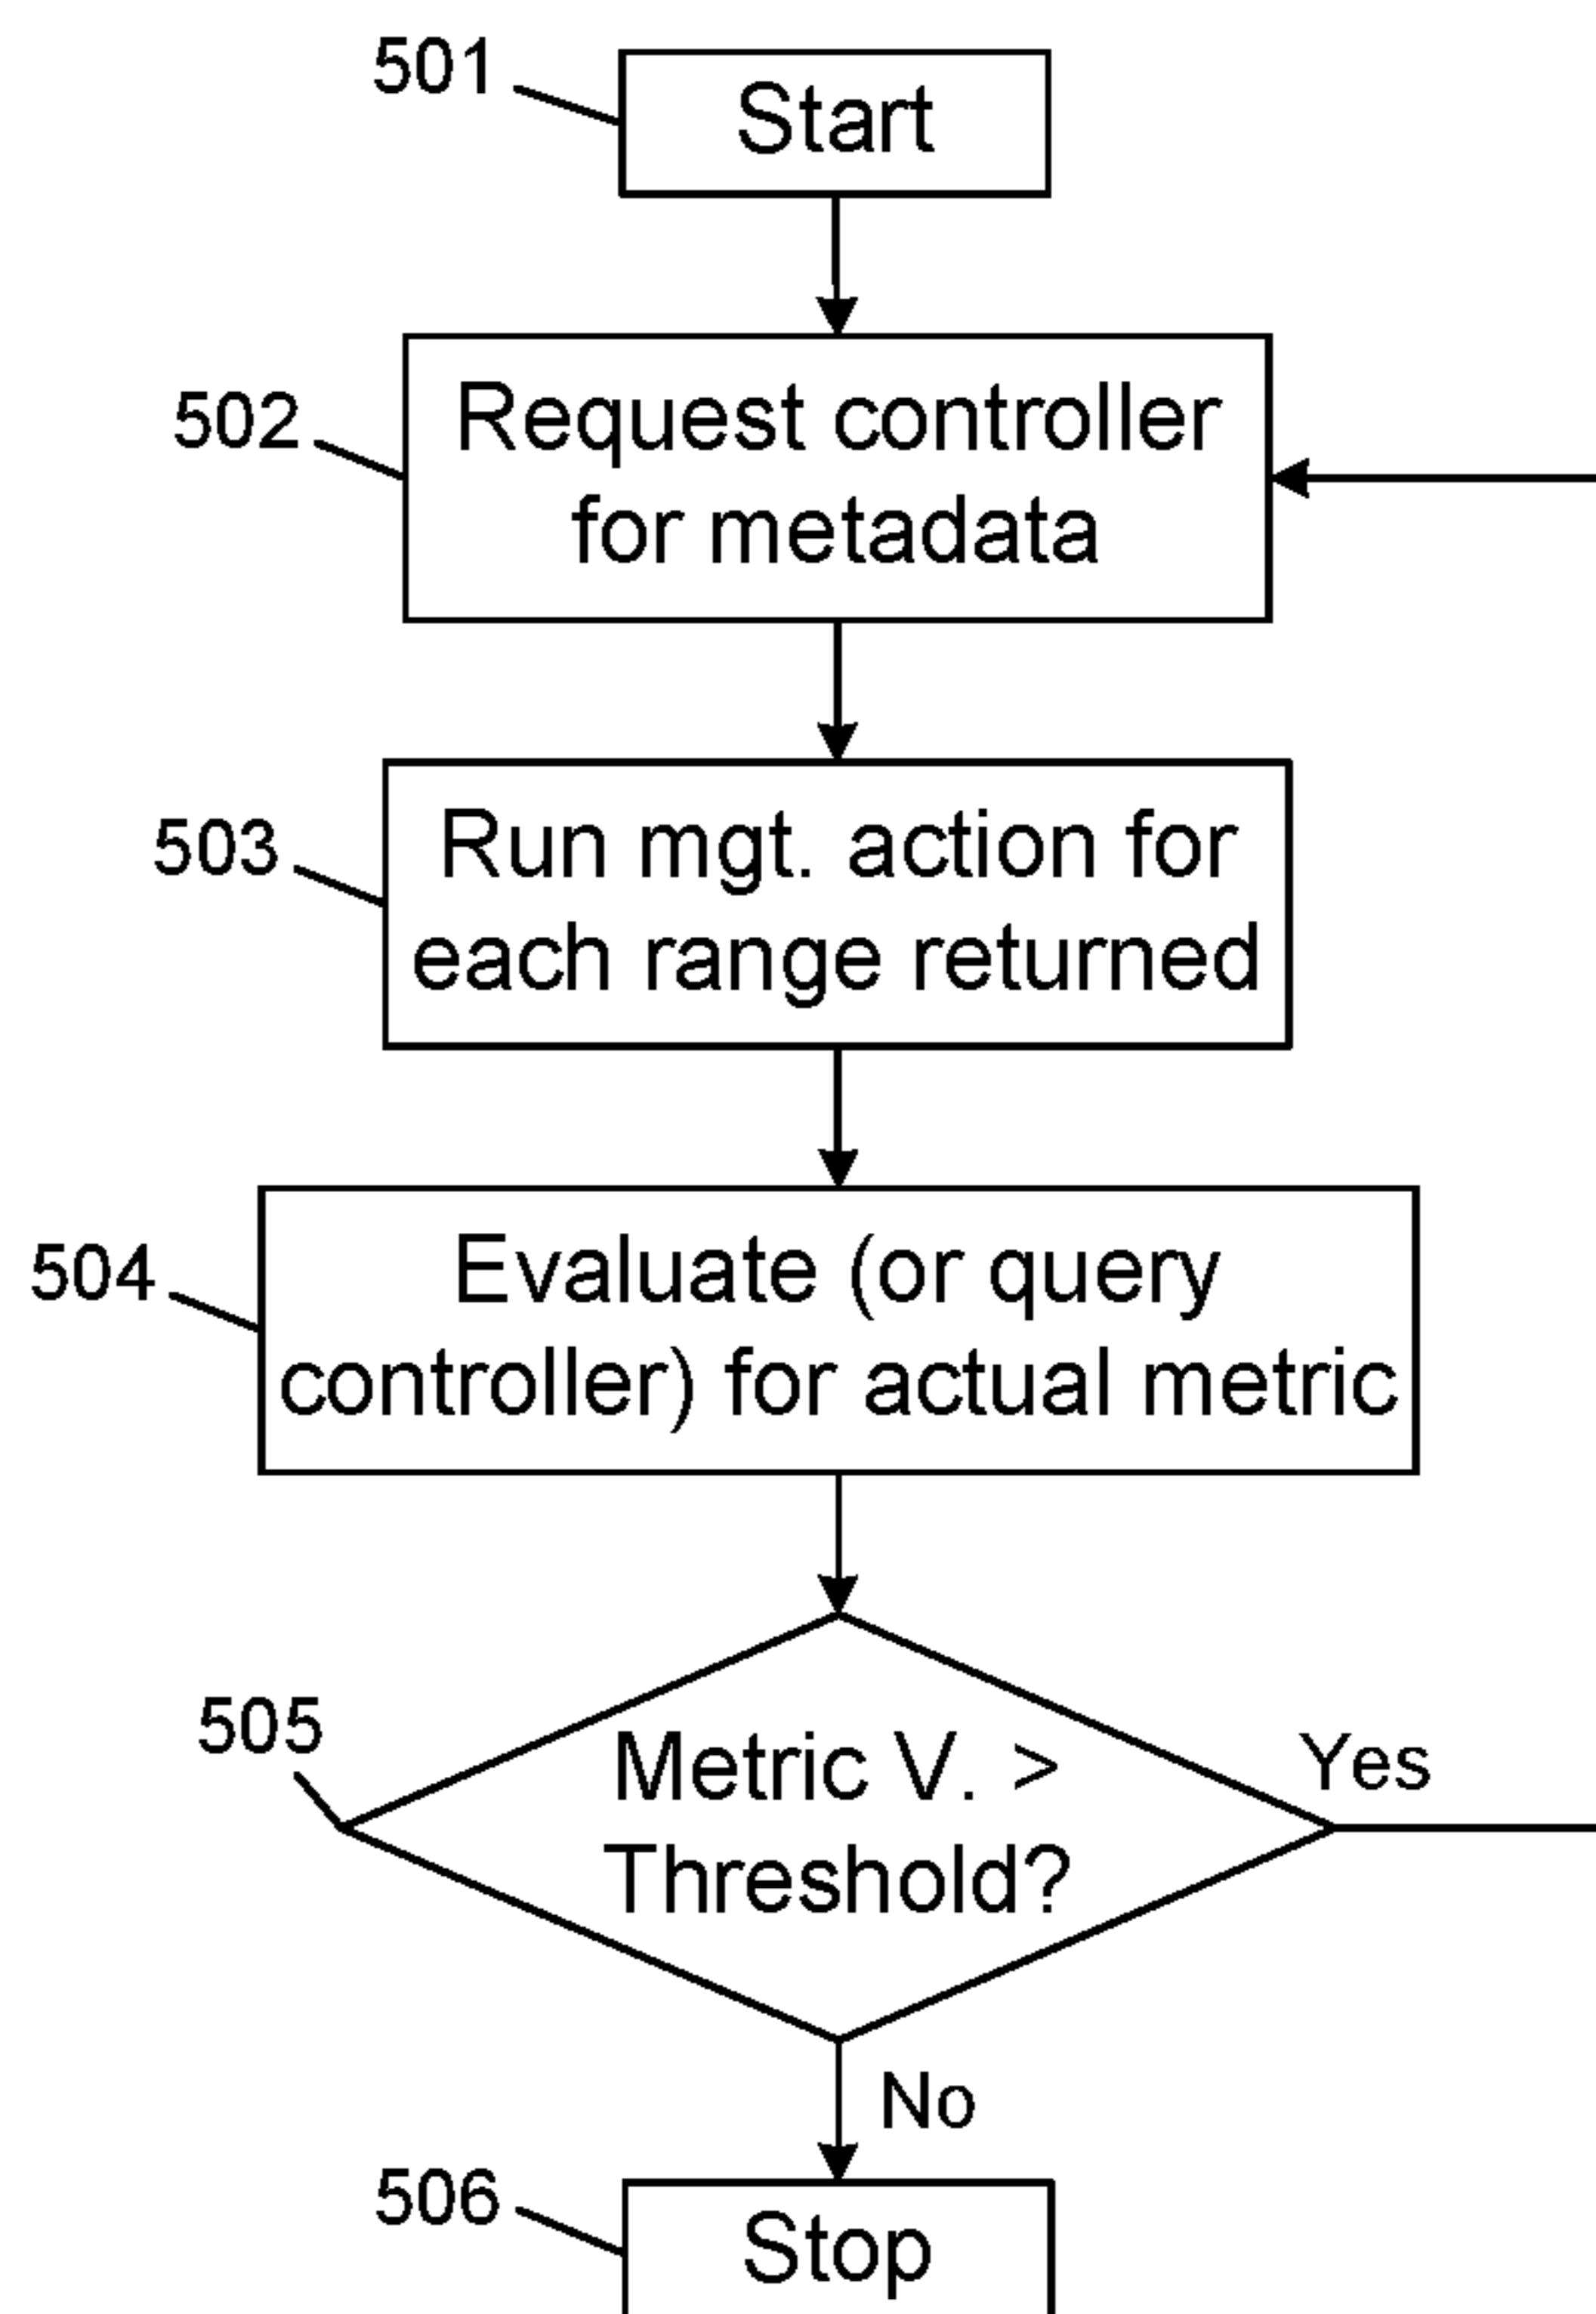 501
Start
502
Request controller
for metadata
503
Run mgt. action for
each range returned
504
Evaluate (or query
controller) for actual metric
505
Metric V. >
Threshold?
Yes
No
506
Stop